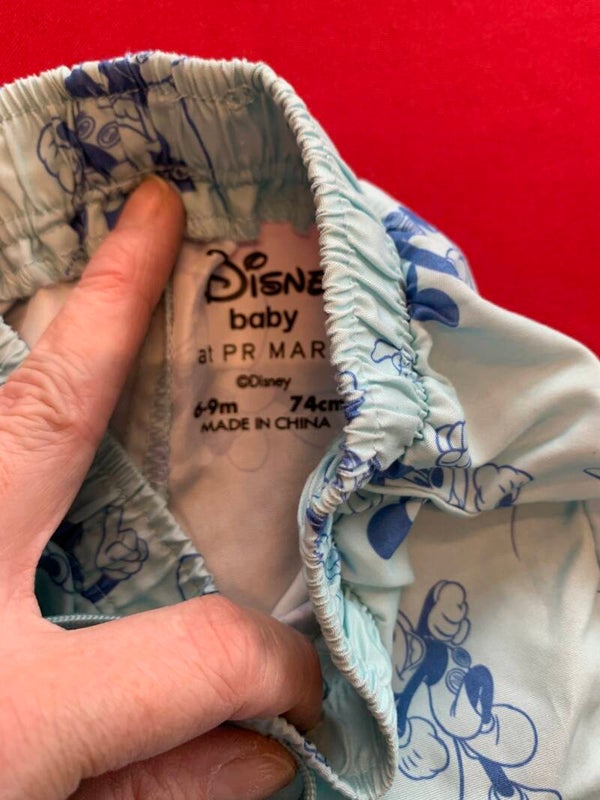 Disne
baby
at PR MAR
©Disney
6-9m 74cm
MADE IN CHINA